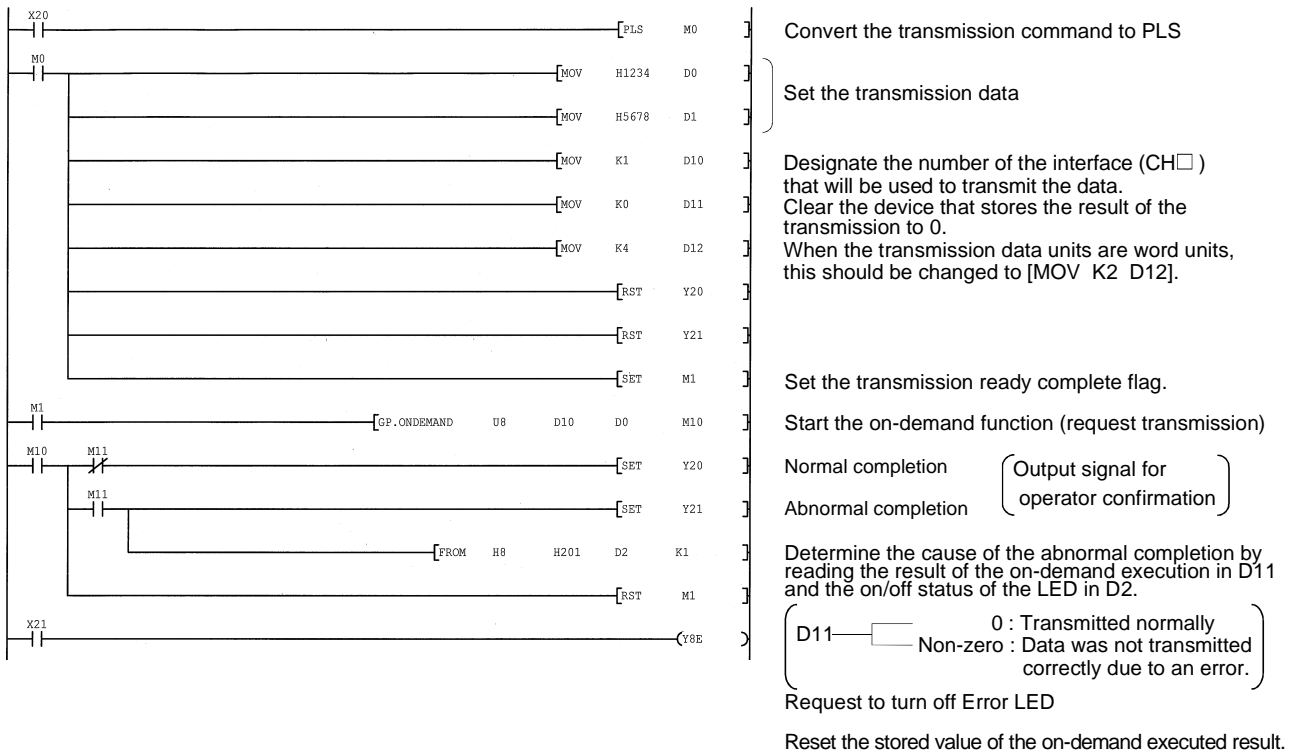 X20
[PLS M0 ] Convert the transmission command to PLS
M0
[MOV H1234 D0 ]
Set the transmission data
[MOV H5678 D1 ]
[MOV K1 D10 ] Designate the number of the interface (CH□ )
that will be used to transmit the data.
[MOV K0 D11 ] Clear the device that stores the result of the
transmission to 0.
[MOV K4 D12 ] When the transmission data units are word units,
this should be changed to [MOV K2 D12].
[RST Y20 ]
[RST Y21 ]
[SET M1 ] Set the transmission ready complete flag.
M1
[GP.ONDEMAND U8 D10 D0 M10 ] Start the on-demand function (request transmission)
M10 M11
[SET Y20 ] Normal completion
Output signal for
operator confirmation
M11
[SET Y21 ] Abnormal completion
[FROM H8 H201 D2 K1 ] Determine the cause of the abnormal completion by
reading the result of the on-demand execution in D11
[RST M1 ] and the on/off status of the LED in D2.
X21
(Y8E )
D11 0 : Transmitted normally
Non-zero : Data was not transmitted
correctly due to an error.
Request to turn off Error LED
Reset the stored value of the on-demand executed result.